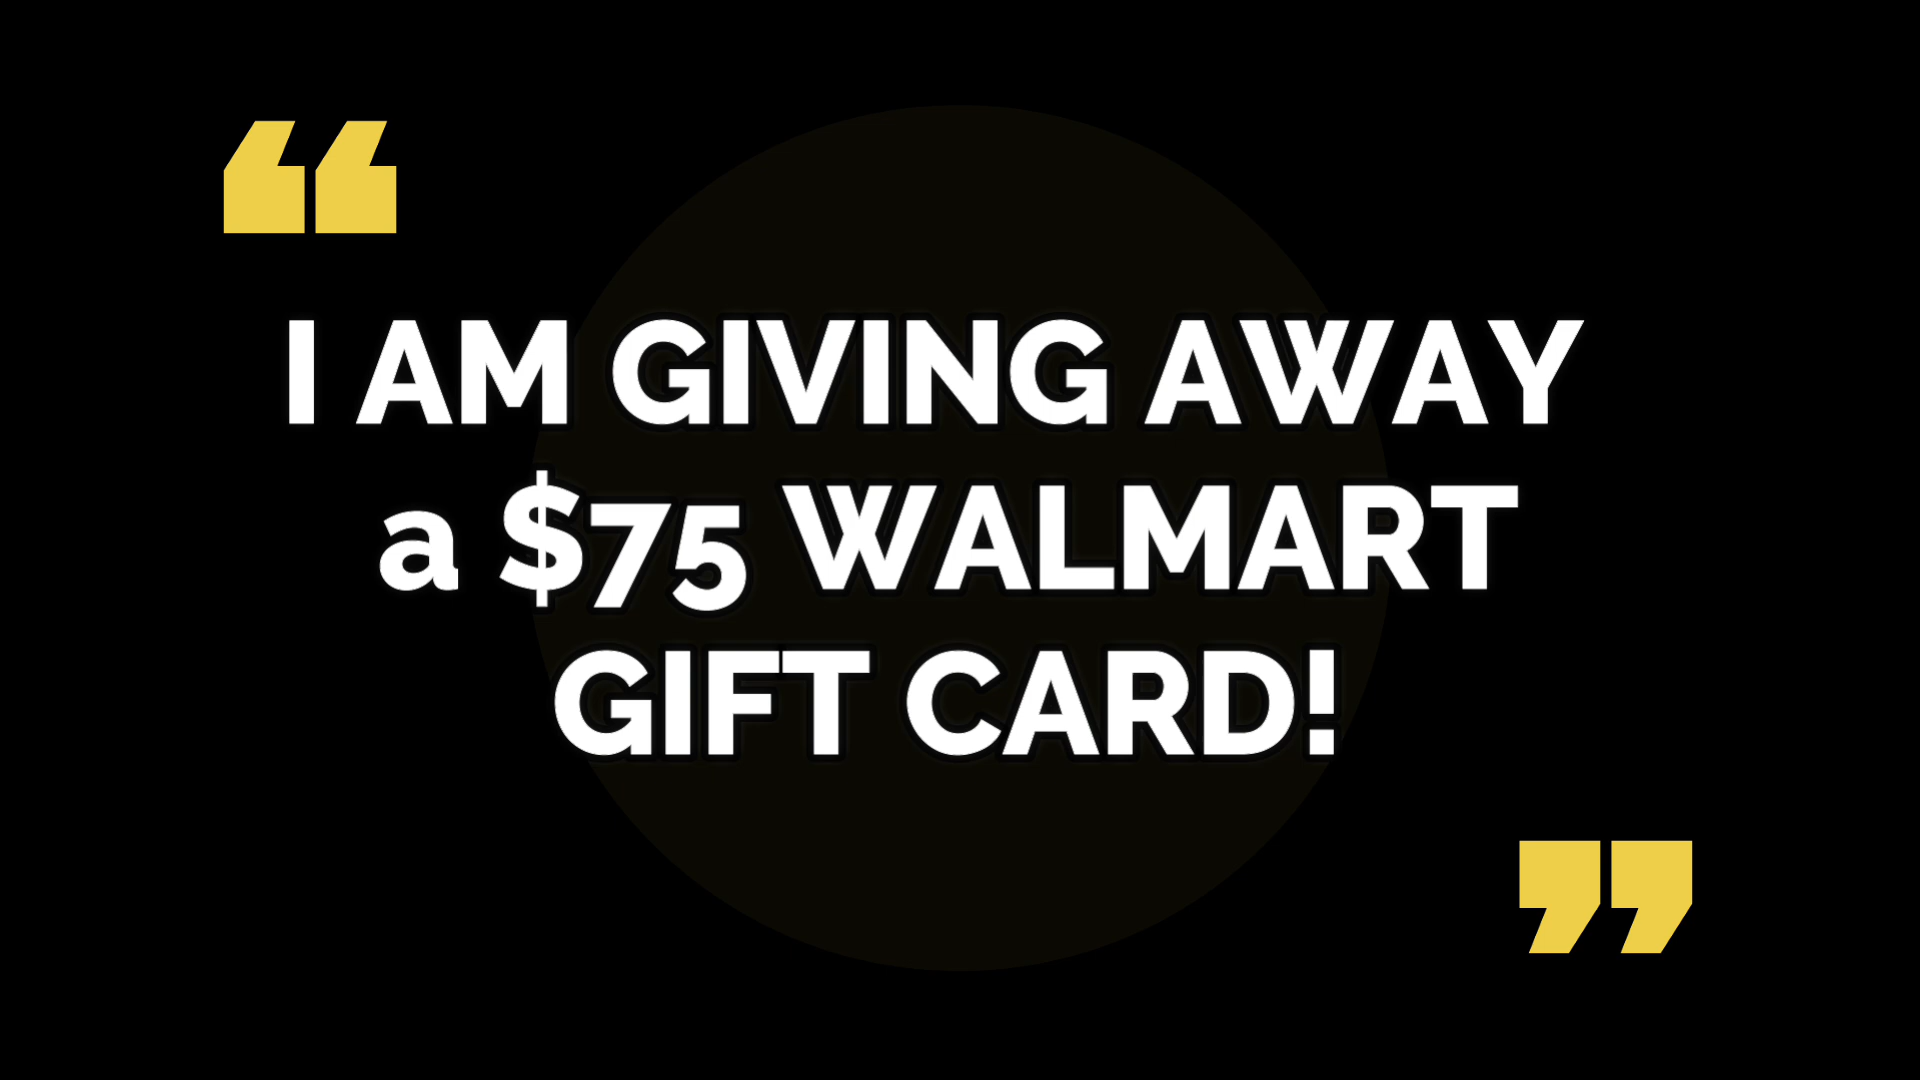 “
I AM GIVING AWAY
a $75 WALMART
GIFT CARD!
”